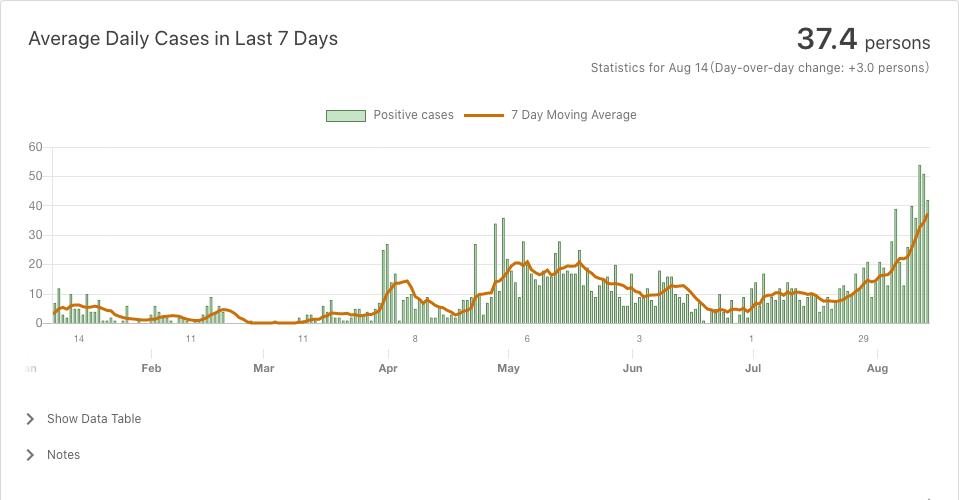 Average Daily Cases in Last 7 Days
37.4 persons
Statistics for Aug 14(Day-over-day change: +3.0 persons)
Positive cases 7 Day Moving Average
60
50
40
30
20
10
0
14 11 11 8 6 3 1 29
an Feb Mar Apr May Jun Jul Aug
Show Data Table
Notes